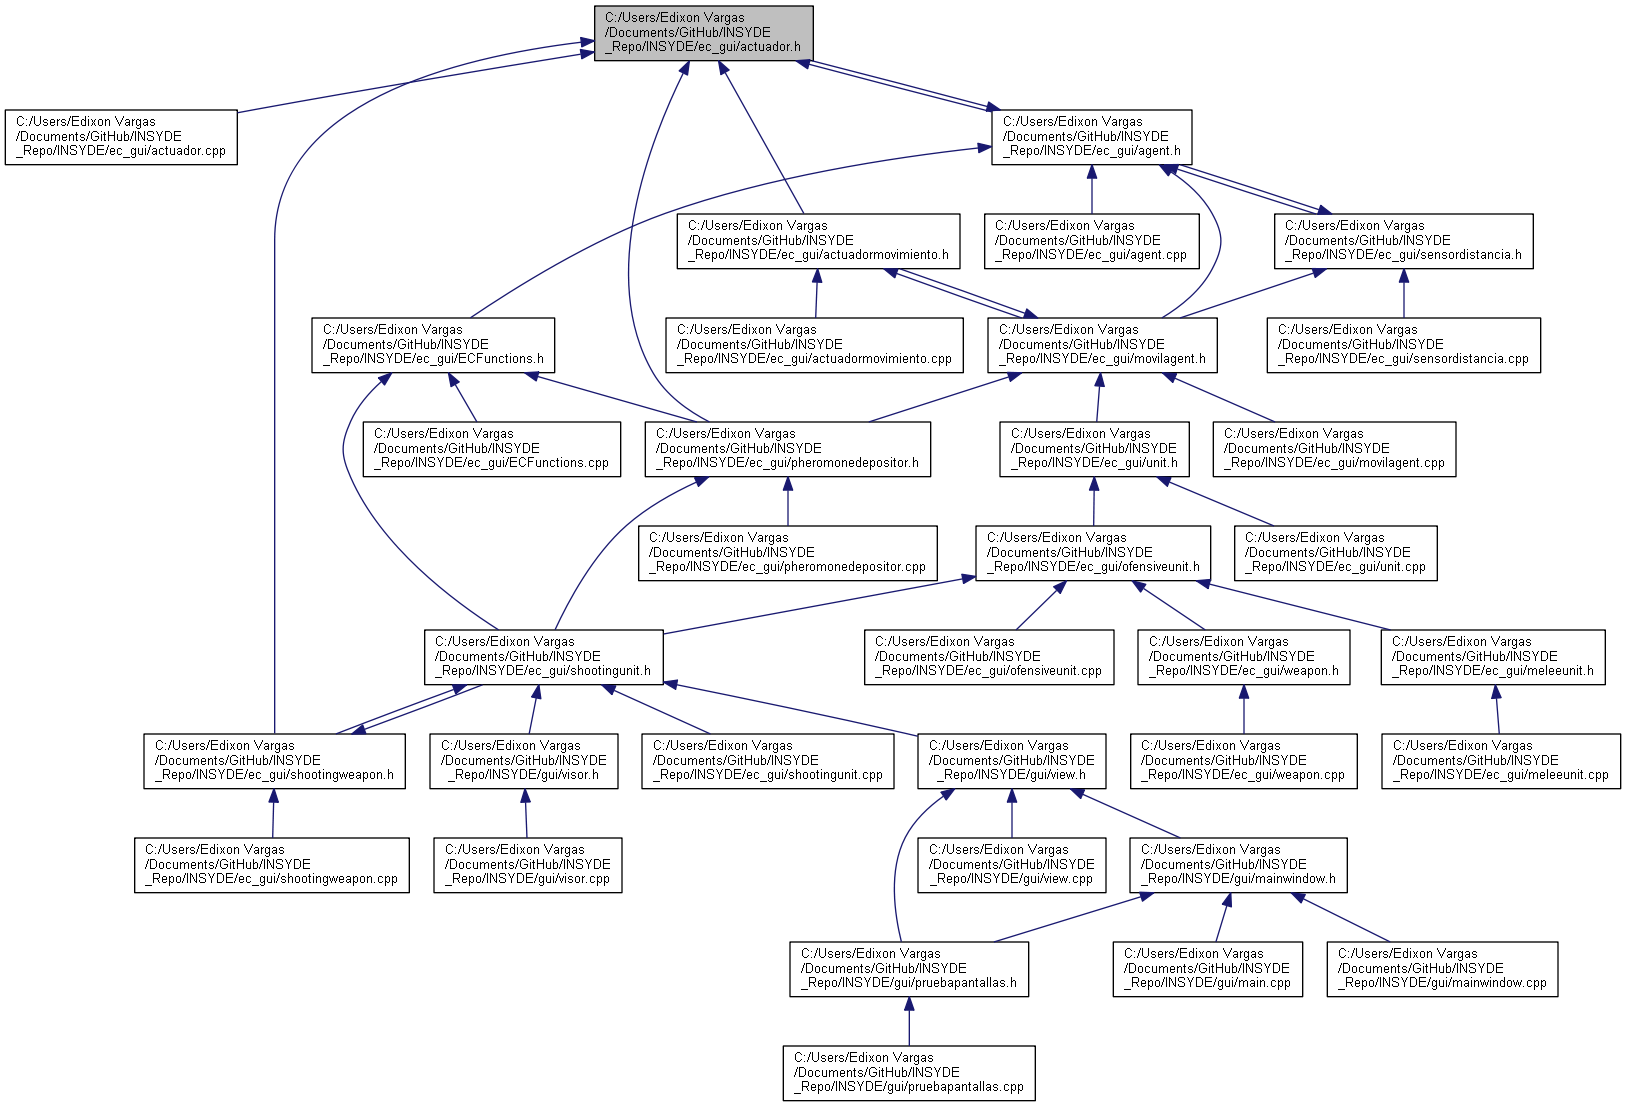 C:/Users/Edixon Vargas
/Documents/GitHub/INSYDE
_Repo/INSYDE/ec_gui/actuador.h
C:/Users/Edixon Vargas
/Documents/GitHub/INSYDE
_Repo/INSYDE/ec_gui/actuador.cpp
C:/Users/Edixon Vargas
/Documents/GitHub/INSYDE
_Repo/INSYDE/ec_gui/agent.h
C:/Users/Edixon Vargas
/Documents/GitHub/INSYDE
_Repo/INSYDE/ec_gui/actuadormovimiento.h
C:/Users/Edixon Vargas
/Documents/GitHub/INSYDE
_Repo/INSYDE/ec_gui/agent.cpp
C:/Users/Edixon Vargas
/Documents/GitHub/INSYDE
_Repo/INSYDE/ec_gui/sensordistancia.h
C:/Users/Edixon Vargas
/Documents/GitHub/INSYDE
_Repo/INSYDE/ec_gui/ECFunctions.h
C:/Users/Edixon Vargas
/Documents/GitHub/INSYDE
_Repo/INSYDE/ec_gui/actuadormovimiento.cpp
C:/Users/Edixon Vargas
/Documents/GitHub/INSYDE
_Repo/INSYDE/ec_gui/movilagent.h
C:/Users/Edixon Vargas
/Documents/GitHub/INSYDE
_Repo/INSYDE/ec_gui/sensordistancia.cpp
C:/Users/Edixon Vargas
/Documents/GitHub/INSYDE
_Repo/INSYDE/ec_gui/ECFunctions.cpp
C:/Users/Edixon Vargas
/Documents/GitHub/INSYDE
_Repo/INSYDE/ec_gui/pheromonedepositor.h
C:/Users/Edixon Vargas
/Documents/GitHub/INSYDE
_Repo/INSYDE/ec_gui/unit.h
C:/Users/Edixon Vargas
/Documents/GitHub/INSYDE
_Repo/INSYDE/ec_gui/movilagent.cpp
C:/Users/Edixon Vargas
/Documents/GitHub/INSYDE
_Repo/INSYDE/ec_gui/pheromonedepositor.cpp
C:/Users/Edixon Vargas
/Documents/GitHub/INSYDE
_Repo/INSYDE/ec_gui/ofensiveunit.h
C:/Users/Edixon Vargas
/Documents/GitHub/INSYDE
_Repo/INSYDE/ec_gui/unit.cpp
C:/Users/Edixon Vargas
/Documents/GitHub/INSYDE
_Repo/INSYDE/ec_gui/shootingunit.h
C:/Users/Edixon Vargas
/Documents/GitHub/INSYDE
_Repo/INSYDE/ec_gui/ofensiveunit.cpp
C:/Users/Edixon Vargas
/Documents/GitHub/INSYDE
_Repo/INSYDE/ec_gui/weapon.h
C:/Users/Edixon Vargas
/Documents/GitHub/INSYDE
_Repo/INSYDE/ec_gui/meleeunit.h
C:/Users/Edixon Vargas
/Documents/GitHub/INSYDE
_Repo/INSYDE/ec_gui/shootingweapon.h
C:/Users/Edixon Vargas
/Documents/GitHub/INSYDE
_Repo/INSYDE/gui/visor.h
C:/Users/Edixon Vargas
/Documents/GitHub/INSYDE
_Repo/INSYDE/ec_gui/shootingunit.cpp
C:/Users/Edixon Vargas
/Documents/GitHub/INSYDE
_Repo/INSYDE/gui/view.h
C:/Users/Edixon Vargas
/Documents/GitHub/INSYDE
_Repo/INSYDE/ec_gui/weapon.cpp
C:/Users/Edixon Vargas
/Documents/GitHub/INSYDE
_Repo/INSYDE/ec_gui/meleeunit.cpp
C:/Users/Edixon Vargas
/Documents/GitHub/INSYDE
_Repo/INSYDE/ec_gui/shootingweapon.cpp
C:/Users/Edixon Vargas
/Documents/GitHub/INSYDE
_Repo/INSYDE/gui/visor.cpp
C:/Users/Edixon Vargas
/Documents/GitHub/INSYDE
_Repo/INSYDE/gui/view.cpp
C:/Users/Edixon Vargas
/Documents/GitHub/INSYDE
_Repo/INSYDE/gui/mainwindow.h
C:/Users/Edixon Vargas
/Documents/GitHub/INSYDE
_Repo/INSYDE/gui/pruebapantallas.h
C:/Users/Edixon Vargas
/Documents/GitHub/INSYDE
_Repo/INSYDE/gui/main.cpp
C:/Users/Edixon Vargas
/Documents/GitHub/INSYDE
_Repo/INSYDE/gui/mainwindow.cpp
C:/Users/Edixon Vargas
/Documents/GitHub/INSYDE
_Repo/INSYDE/gui/pruebapantallas.cpp